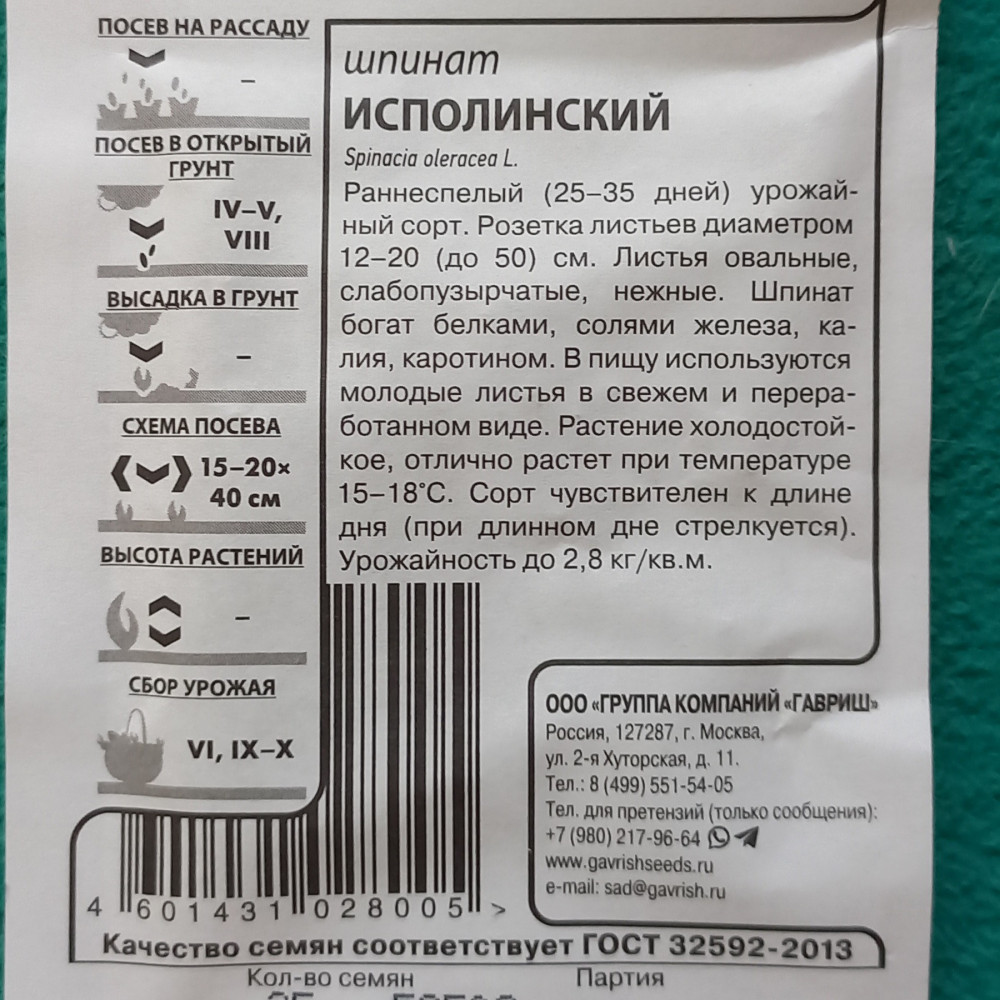 ПОСЕВ НА РАССАДУ
–
ПОСЕВ В ОТКРЫТЫЙ
ГРУНТ
IV–V,
VIII
ВЫСАДКА В ГРУНТ
–
СХЕМА ПОСЕВА
15–20×
40 см
ВЫСОТА РАСТЕНИЙ
–
СБОР УРОЖАЯ
VI, IX–X
шпинат
ИСПОЛИНСКИЙ
Spinacia oleracea L.
Раннеспелый (25–35 дней) урожай-
ный сорт. Розетка листьев диаметром
12–20 (до 50) см. Листья овальные,
слабопузырчатые, нежные. Шпинат
богат белками, солями железа, ка-
лия, каротином. В пищу используются
молодые листья в свежем и перера-
ботанном виде. Растение холодостой-
кое, отлично растет при температуре
15–18°С. Сорт чувствителен к длине
дня (при длинном дне стрелкуется).
Урожайность до 2,8 кг/кв.м.
ООО «ГРУППА КОМПАНИЙ «ГАВРИШ»
Россия, 127287, г. Москва,
ул. 2-я Хуторская, д. 11.
Тел.: 8 (499) 551-54-05
Тел. для претензий (только сообщения):
+7 (980) 217-96-64
www.gavrishseeds.ru
e-mail: sad@gavrish.ru
4 601431 028005 >
Качество семян соответствует ГОСТ 32592-2013
Кол-во семян Партия